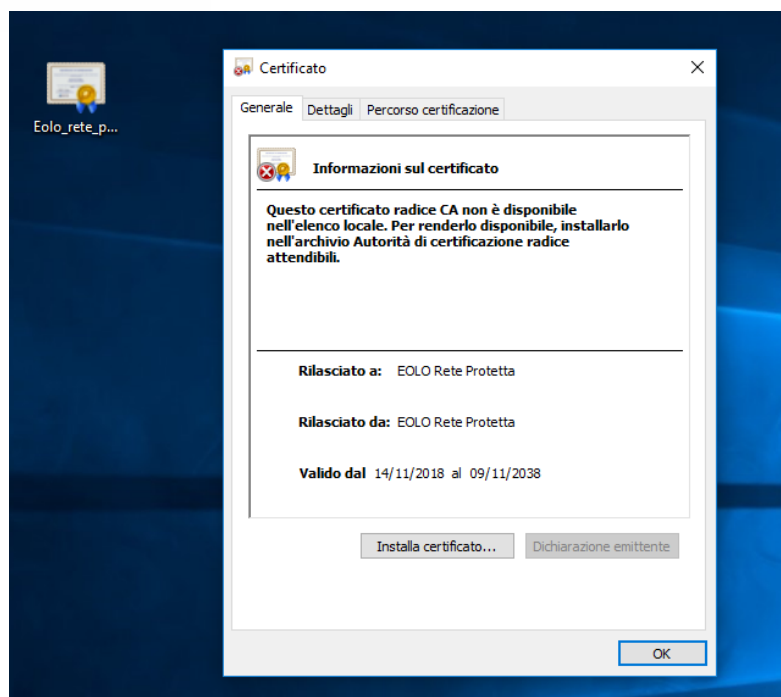 Eolo_rete_p...
Certificato
Generale Dettagli Percorso certificazione
Informazioni sul certificato
Questo certificato radice CA non è disponibile
nell'elenco locale. Per renderlo disponibile, installarlo
nell'archivio Autorità di certificazione radice
attendibili.
Rilasciato a: EOLO Rete Protetta
Rilasciato da: EOLO Rete Protetta
Valido dal 14/11/2018 al 09/11/2038
Installa certificato... Dichiarazione emittente
OK